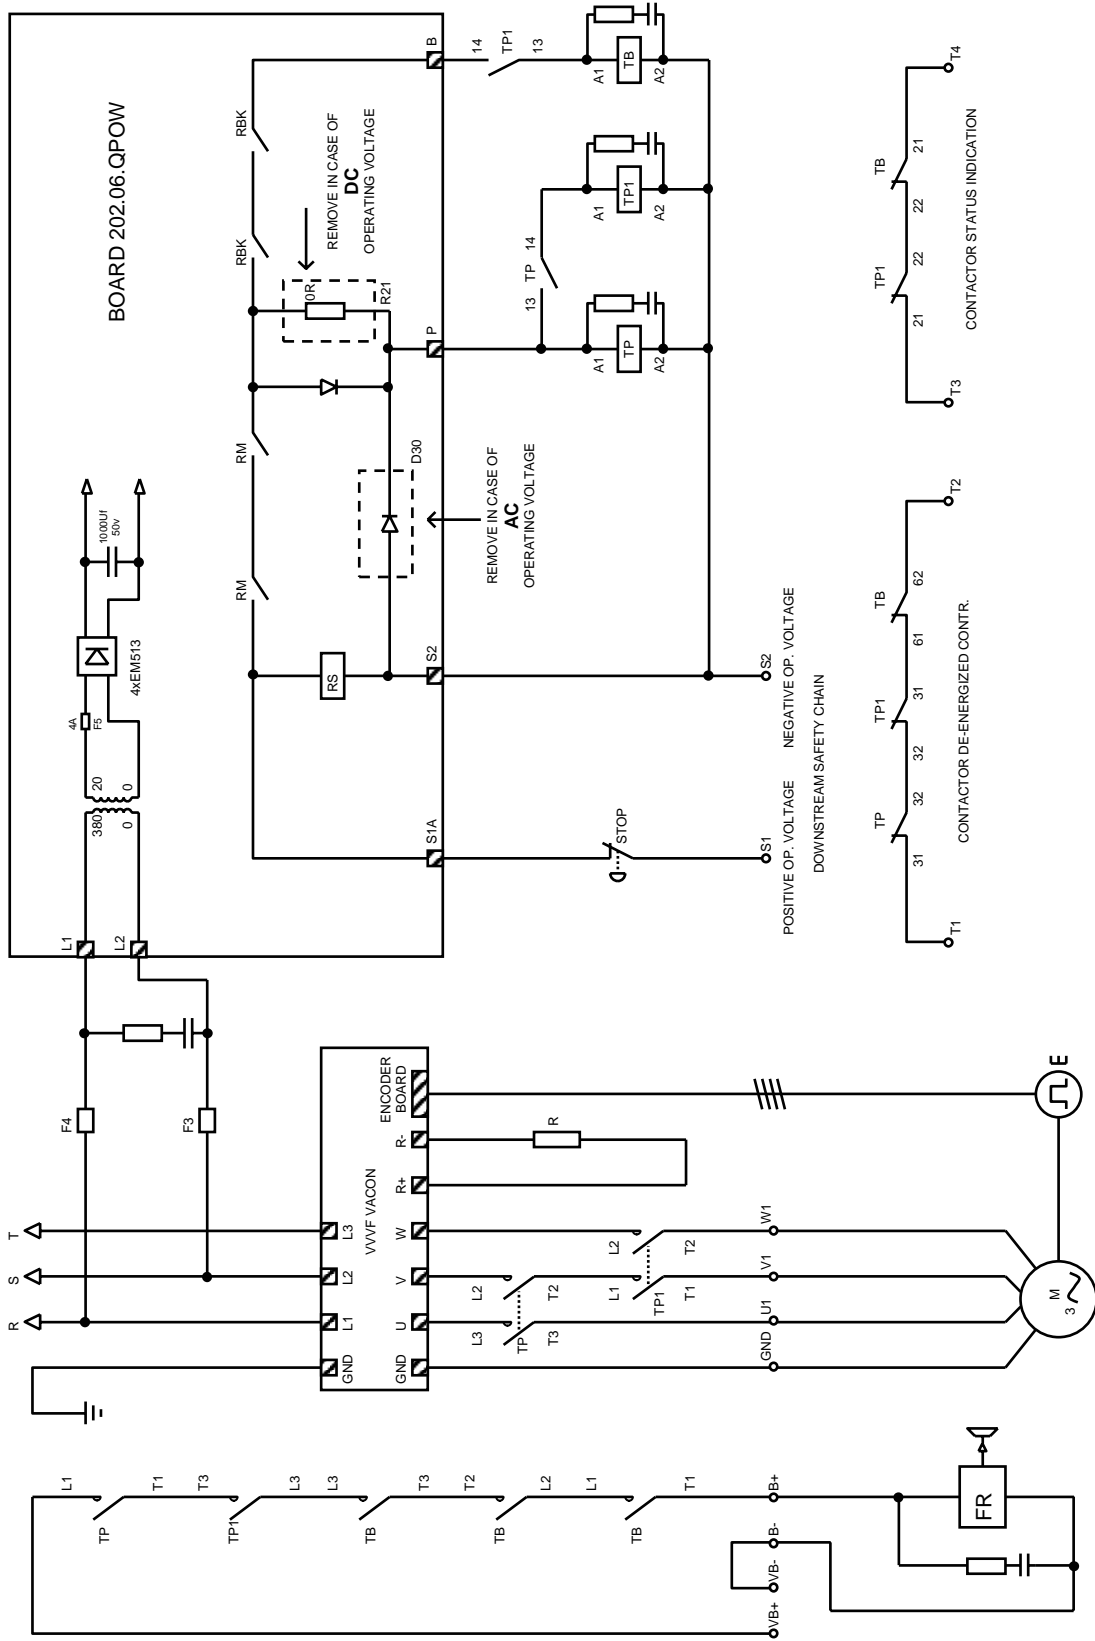 BOARD 202.06.QPOW
L1
L2
380
0
20
0
4A
F5
4xEM513
1000Uf
50v
RM
RM
RBK
RBK
RS
D30
0R
R21
REMOVE IN CASE OF
DC
OPERATING VOLTAGE
REMOVE IN CASE OF
AC
OPERATING VOLTAGE
S1A
S2
P
B
14
TP1
13
A1
TB
A2
A1
TP1
A2
13
TP
14
A1
TP
A2
STOP
S1
S2
POSITIVE OP. VOLTAGE
NEGATIVE OP. VOLTAGE
DOWNSTREAM SAFETY CHAIN
TP
TP1
TB
31
32
32
31
61
62
T1
T2
CONTACTOR DE-ENERGIZED CONTR.
TP1
TB
21
22
22
21
T3
T4
CONTACTOR STATUS INDICATION
R
S
T
F4
F3
GND
L1
L2
L3
VVVF VACON
ENCODER
BOARD
GND
U
V
W
R+
R-
R
L3
TP
T3
L2
T2
L1
TP1
T1
L2
T2
GND
U1
V1
W1
M
3
E
L1
TP
T1
T3
TP1
L3
L3
TB
T3
T2
TB
L2
L1
TB
T1
VB+
VB-
B-
B+
FR